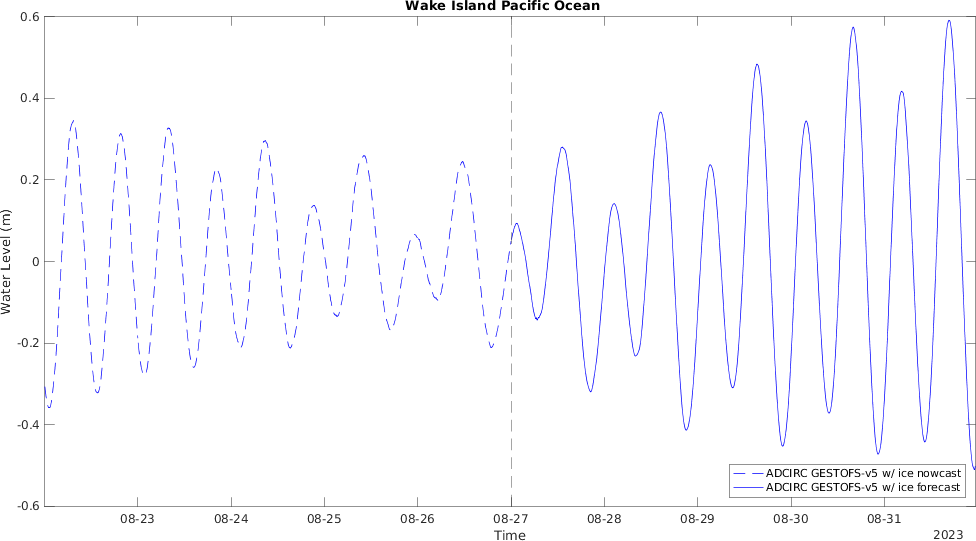 Wake Island Pacific Ocean
0.6
0.4
0.2
0
-0.2
-0.4
-0.6
Water Level (m)
ADCIRC GESTOFS-v5 w/ ice nowcast
ADCIRC GESTOFS-v5 w/ ice forecast
08-23 08-24 08-25 08-26 08-27 08-28 08-29 08-30 08-31
Time
2023